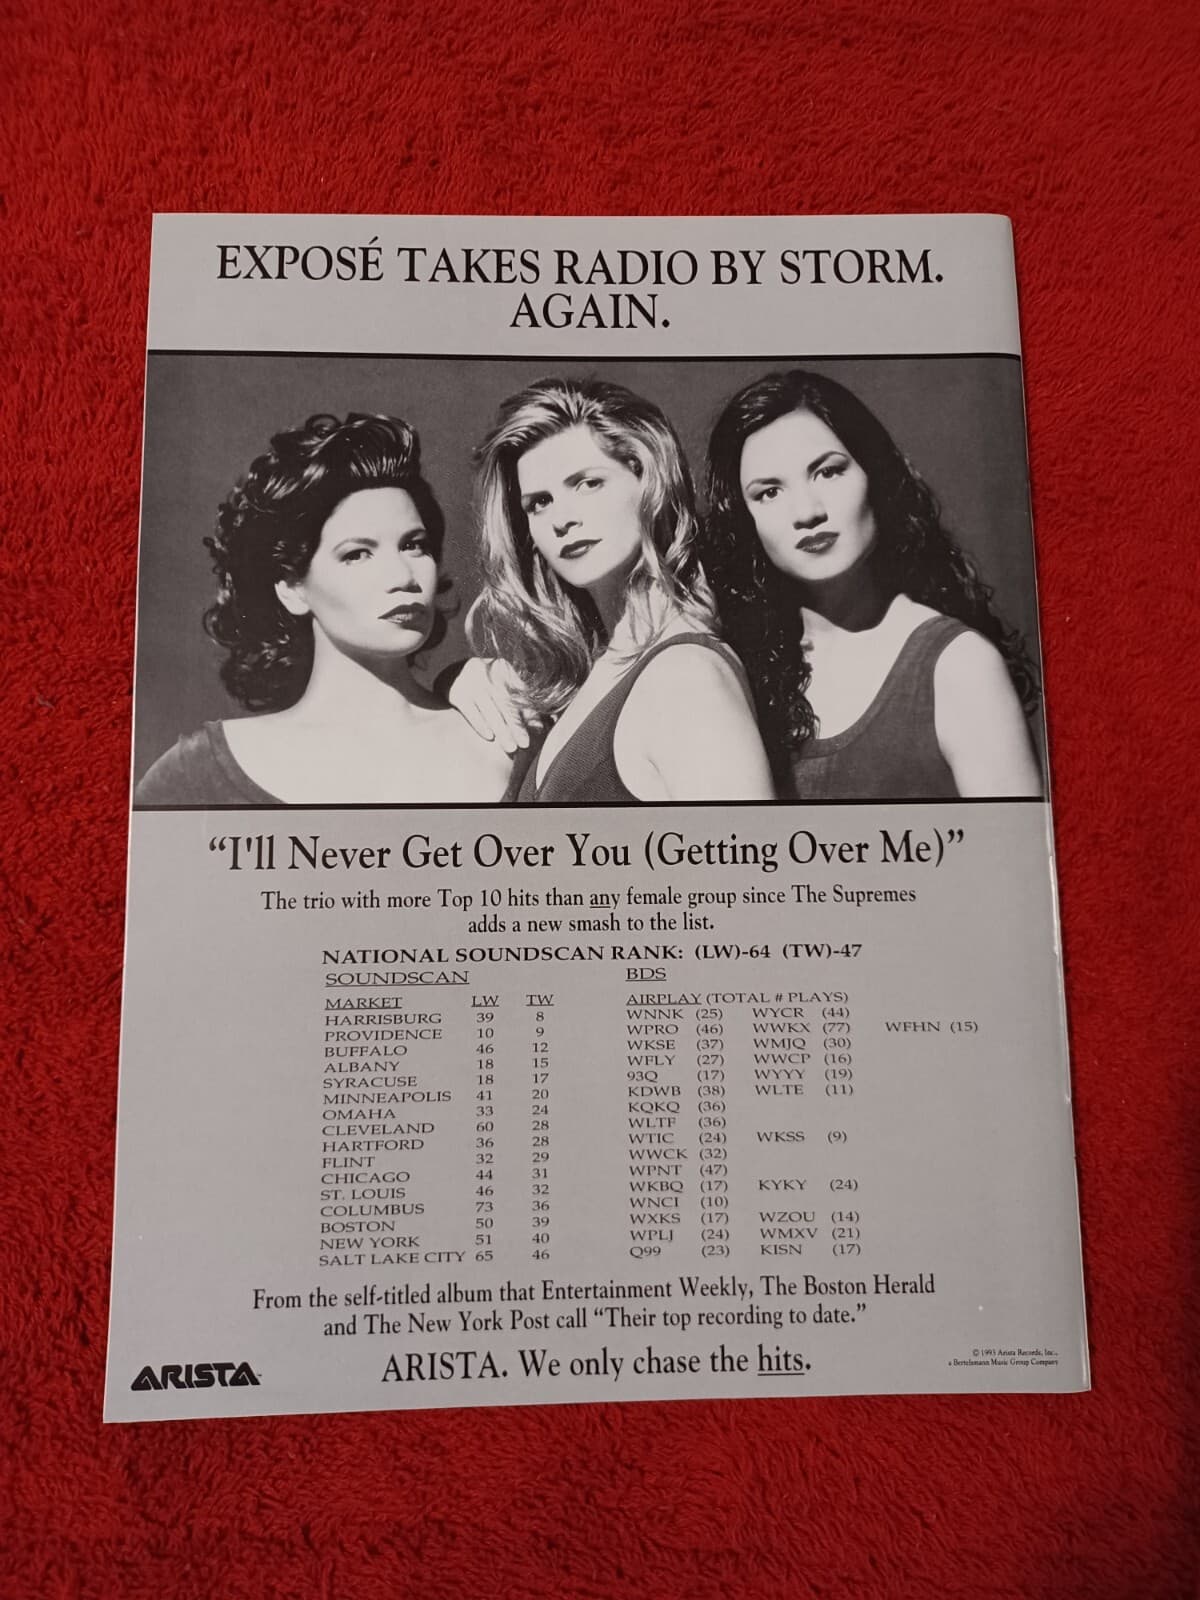 EXPOSÉ TAKES RADIO BY STORM.
AGAIN.
“I'll Never Get Over You (Getting Over Me)”
The trio with more Top 10 hits than any female group since The Supremes
adds a new smash to the list.
NATIONAL SOUNDSCAN RANK: (LW)-64 (TW)-47
SOUNDSCAN BDS
MARKET LW TW AIRPLAY (TOTAL # PLAYS)
HARRISBURG 39 8 WNNK (25) WYCR (44)
PROVIDENCE 10 9 WPRO (46) WWKX (77) WFHN (15)
BUFFALO 46 12 WKSE (37) WMJQ (30)
ALBANY 18 15 WFLY (27) WWCP (16)
SYRACUSE 18 17 93Q (17) WYYY (19)
MINNEAPOLIS 41 20 KDWB (38) WLTE (11)
OMAHA 33 24 KQKQ (36)
CLEVELAND 60 28 WLTF (36)
HARTFORD 36 28 WTIC (24) WKSS (9)
FLINT 32 29 WWCK (32)
CHICAGO 44 31 WPNT (47)
ST. LOUIS 46 32 WKBQ (17) KYKY (24)
COLUMBUS 73 36 WNCI (10)
BOSTON 50 39 WXKS (17) WZOU (14)
NEW YORK 51 40 WPLJ (24) WMXV (21)
SALT LAKE CITY 65 46 Q99 (23) KISN (17)
From the self-titled album that Entertainment Weekly, The Boston Herald
and The New York Post call “Their top recording to date.”
ARISTA. We only chase the hits.
ARISTA
© 1993 Arista Records, Inc.,
a Bertelsmann Music Group Company